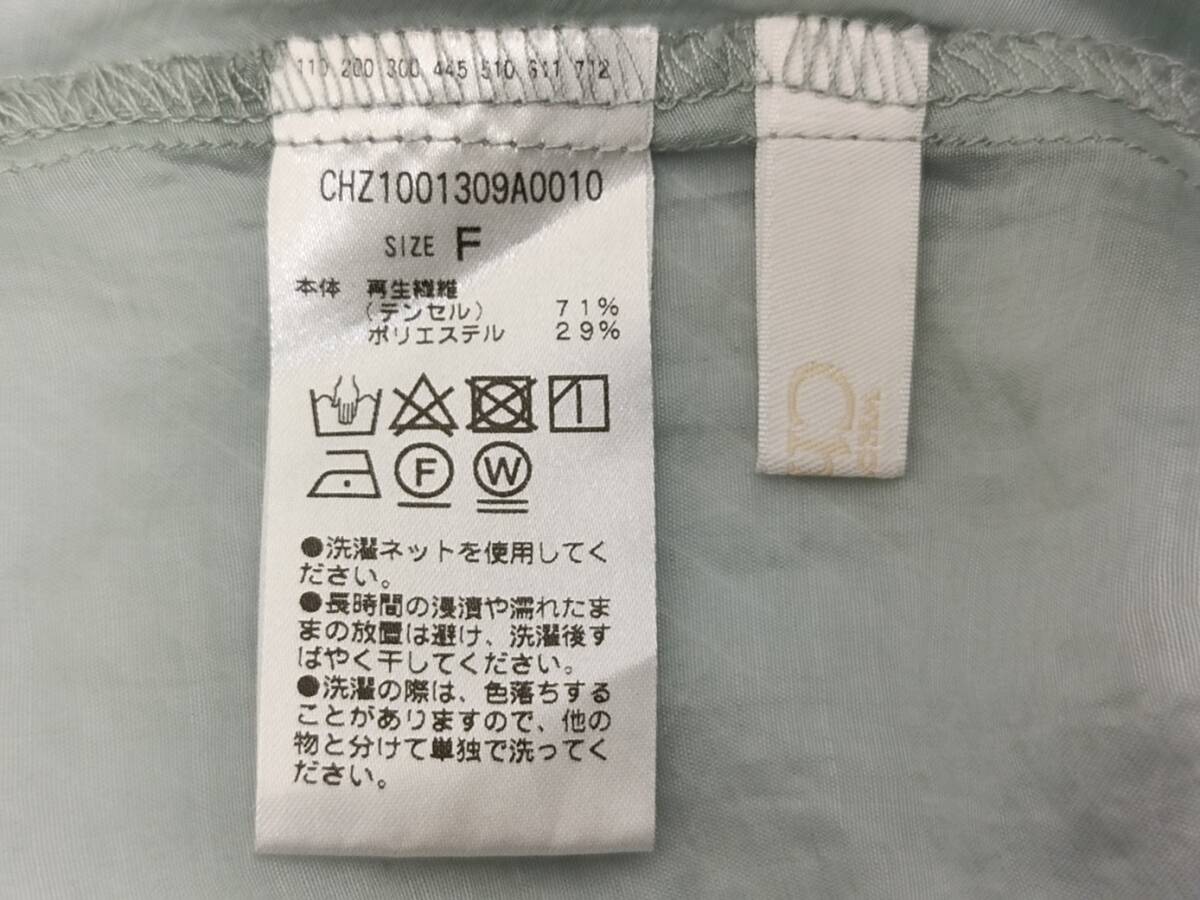 110 200 300 445 510 611 712
CHZ1001309A0010
SIZE F
本体 再生繊維
(テンセル) 71%
ポリエステル 29%
F W
●洗濯ネットを使用してく
ださい。
●長時間の浸漬や濡れたま
まの放置は避け、洗濯後す
ばやく干してください。
●洗濯の際は、色落ちする
ことがありますので、他の
物と分けて単独で洗ってく
ださい。